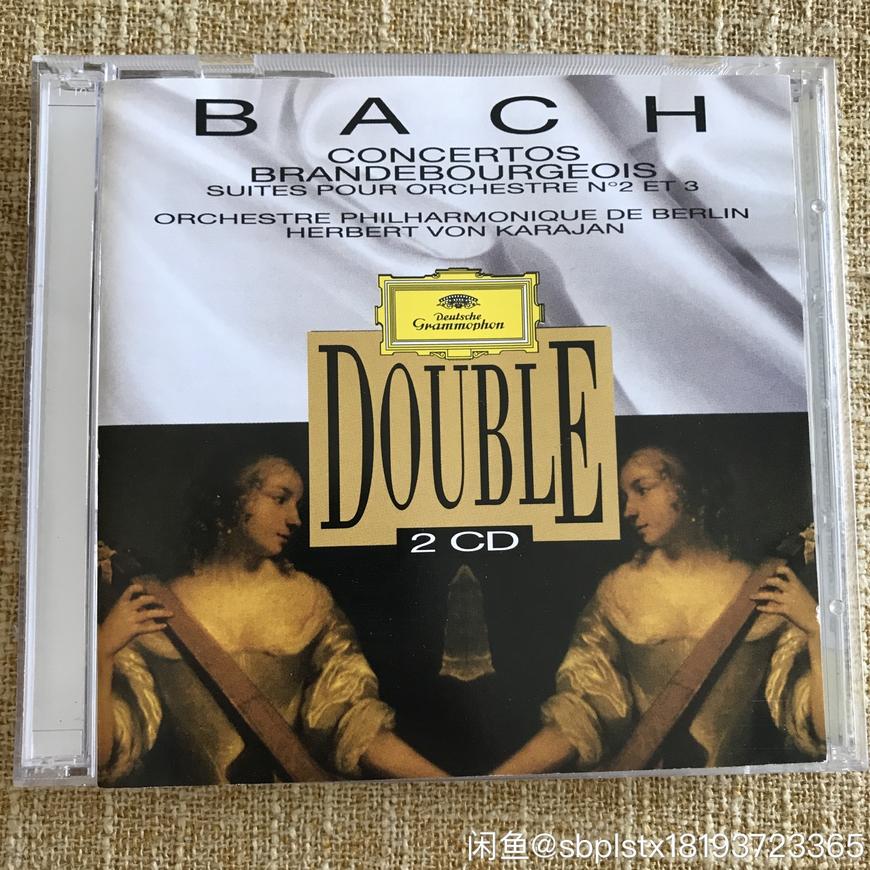 BACH
CONCERTOS
BRANDEBOURGEOIS
SUITES POUR ORCHESTRE N°2 ET 3
ORCHESTRE PHILHARMONIQUE DE BERLIN
HERBERT VON KARAJAN
Deutsche
Grammophon
DOUBLE
2 CD
闲鱼@sbplstx18193723365